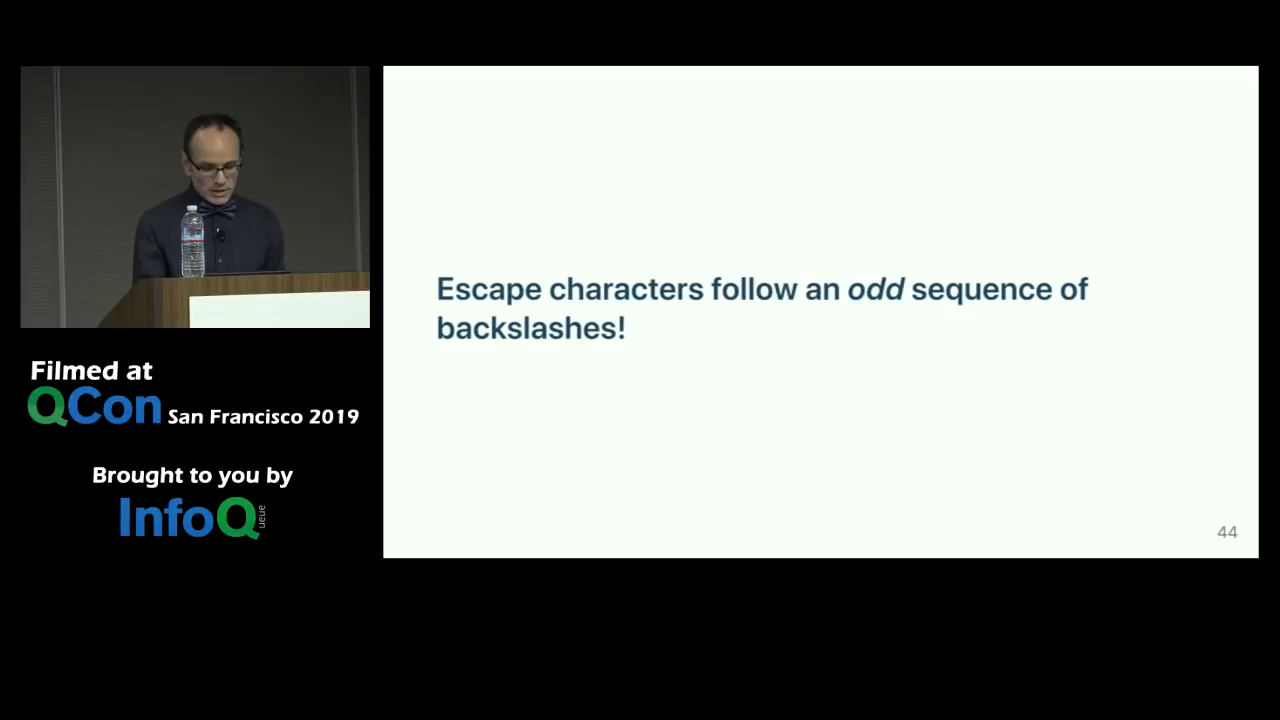 Escape characters follow an odd sequence of
backslashes!
44
Filmed at
QCon San Francisco 2019
Brought to you by
InfoQ
ueue